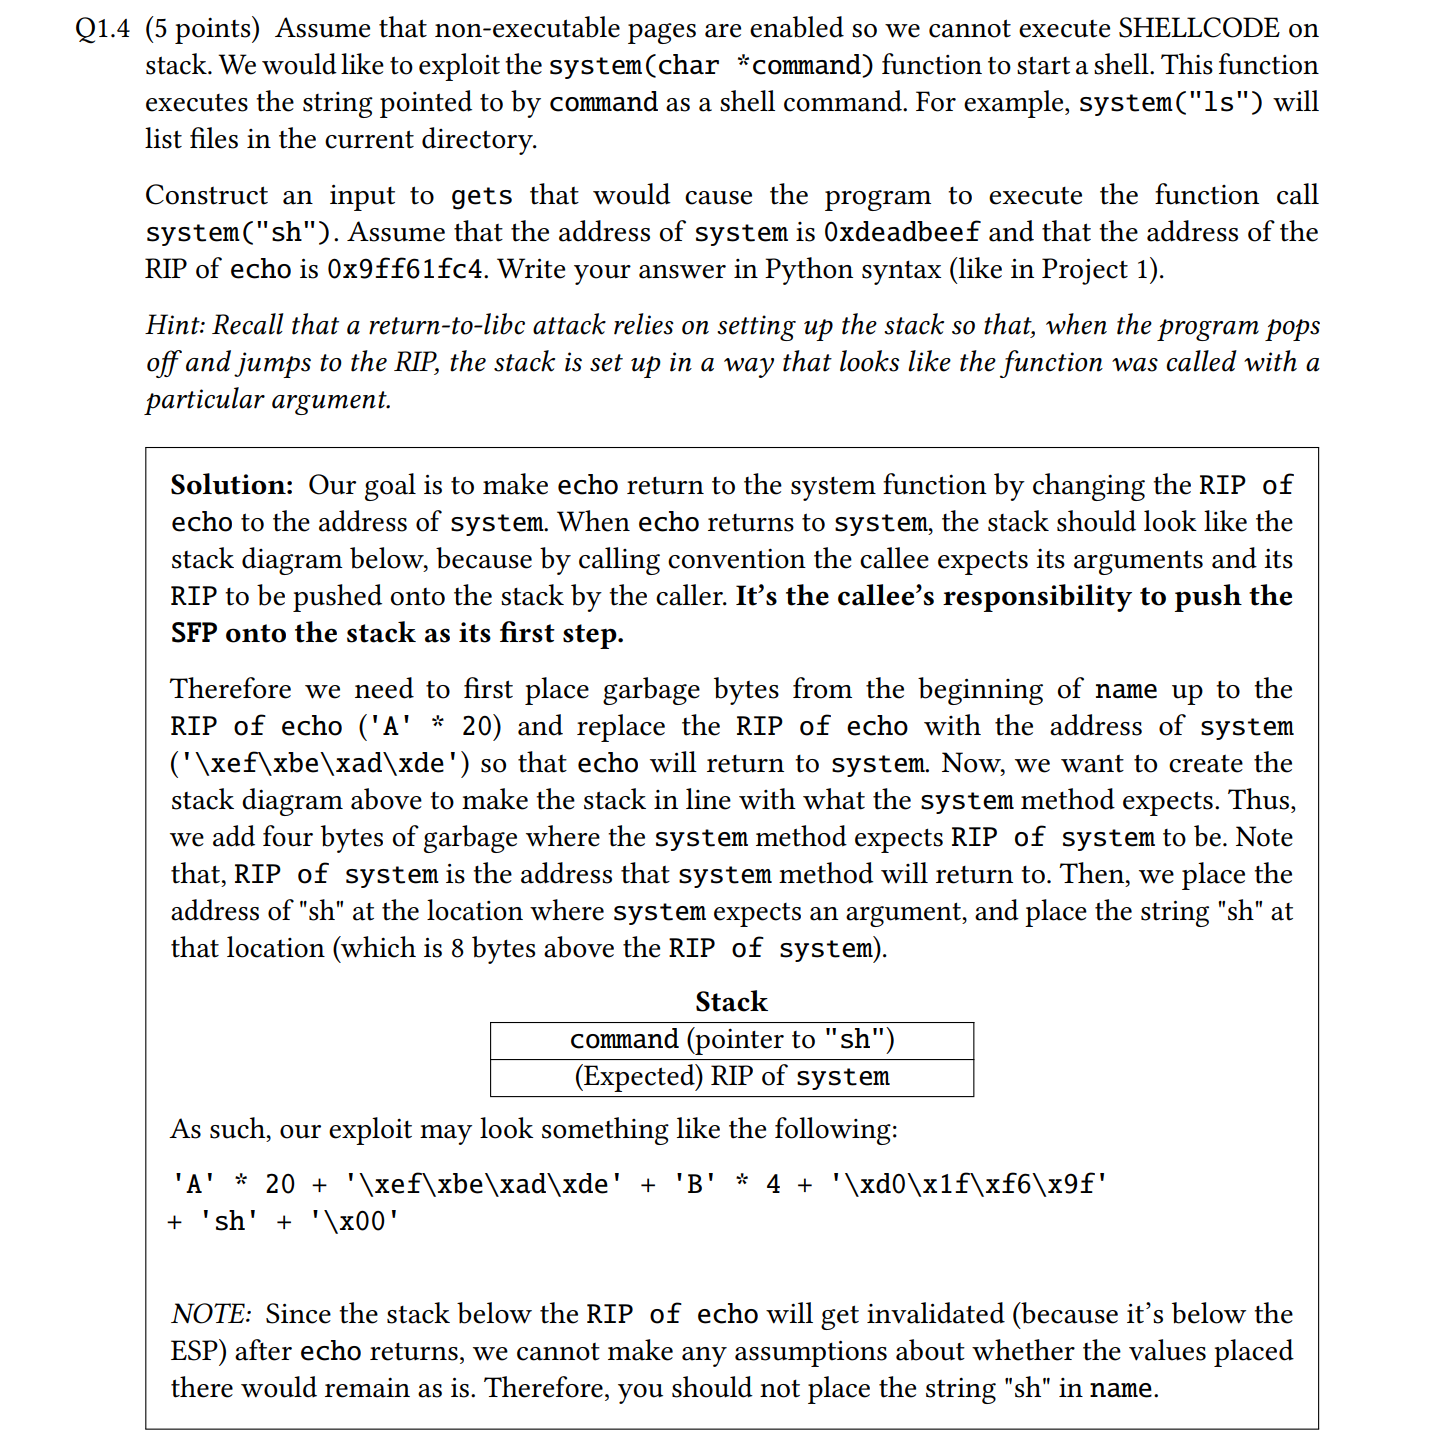 Q1.4 (5 points) Assume that non-executable pages are enabled so we cannot execute SHELLCODE on
stack. We would like to exploit the system(char *command) function to start a shell. This function
executes the string pointed to by command as a shell command. For example, system("ls") will
list files in the current directory.
Construct an input to gets that would cause the program to execute the function call
system("sh"). Assume that the address of system is 0xdeadbeef and that the address of the
RIP of echo is 0x9ff61fc4. Write your answer in Python syntax (like in Project 1).
Hint: Recall that a return-to-libc attack relies on setting up the stack so that, when the program pops
off and jumps to the RIP, the stack is set up in a way that looks like the function was called with a
particular argument.
Solution: Our goal is to make echo return to the system function by changing the RIP of
echo to the address of system. When echo returns to system, the stack should look like the
stack diagram below, because by calling convention the callee expects its arguments and its
RIP to be pushed onto the stack by the caller. It's the callee's responsibility to push the
SFP onto the stack as its first step.
Therefore we need to first place garbage bytes from the beginning of name up to the
RIP of echo ('A' * 20) and replace the RIP of echo with the address of system
('\xef\xbe\xad\xde') so that echo will return to system. Now, we want to create the
stack diagram above to make the stack in line with what the system method expects. Thus,
we add four bytes of garbage where the system method expects RIP of system to be. Note
that, RIP of system is the address that system method will return to. Then, we place the
address of "sh" at the location where system expects an argument, and place the string "sh" at
that location (which is 8 bytes above the RIP of system).
Stack
command (pointer to "sh")
(Expected) RIP of system
As such, our exploit may look something like the following:
'A' * 20 + '\xef\xbe\xad\xde' + 'B' * 4 + '\xd0\x1f\xf6\x9f'
+ 'sh' + '\x00'
NOTE: Since the stack below the RIP of echo will get invalidated (because it's below the
ESP) after echo returns, we cannot make any assumptions about whether the values placed
there would remain as is. Therefore, you should not place the string "sh" in name.